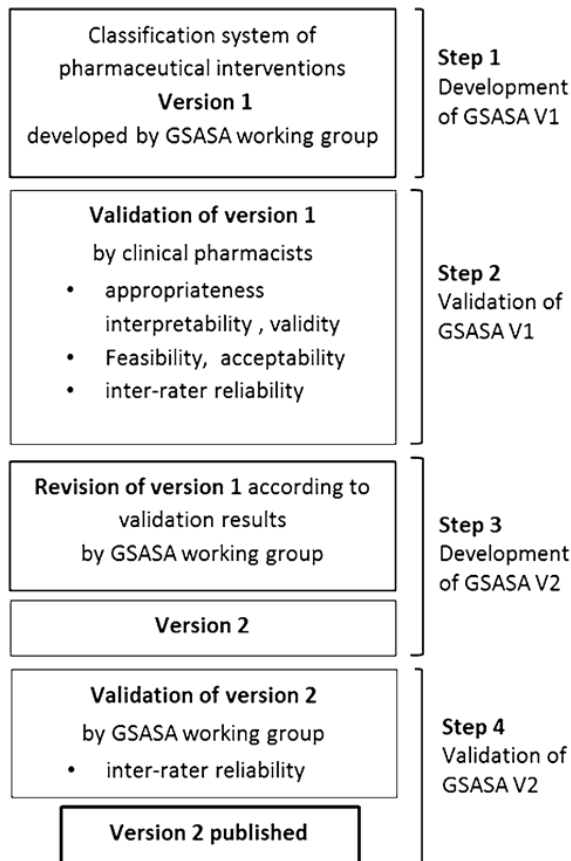 Classification system of
pharmaceutical interventions
Version 1
developed by GSASA working group
Step 1
Development
of GSASA V1
Validation of version 1
by clinical pharmacists
• appropriateness
interpretability , validity
• Feasibility, acceptability
• inter-rater reliability
Step 2
Validation of
GSASA V1
Revision of version 1 according to
validation results
by GSASA working group
Version 2
Step 3
Development
of GSASA V2
Validation of version 2
by GSASA working group
• inter-rater reliability
Version 2 published
Step 4
Validation of
GSASA V2